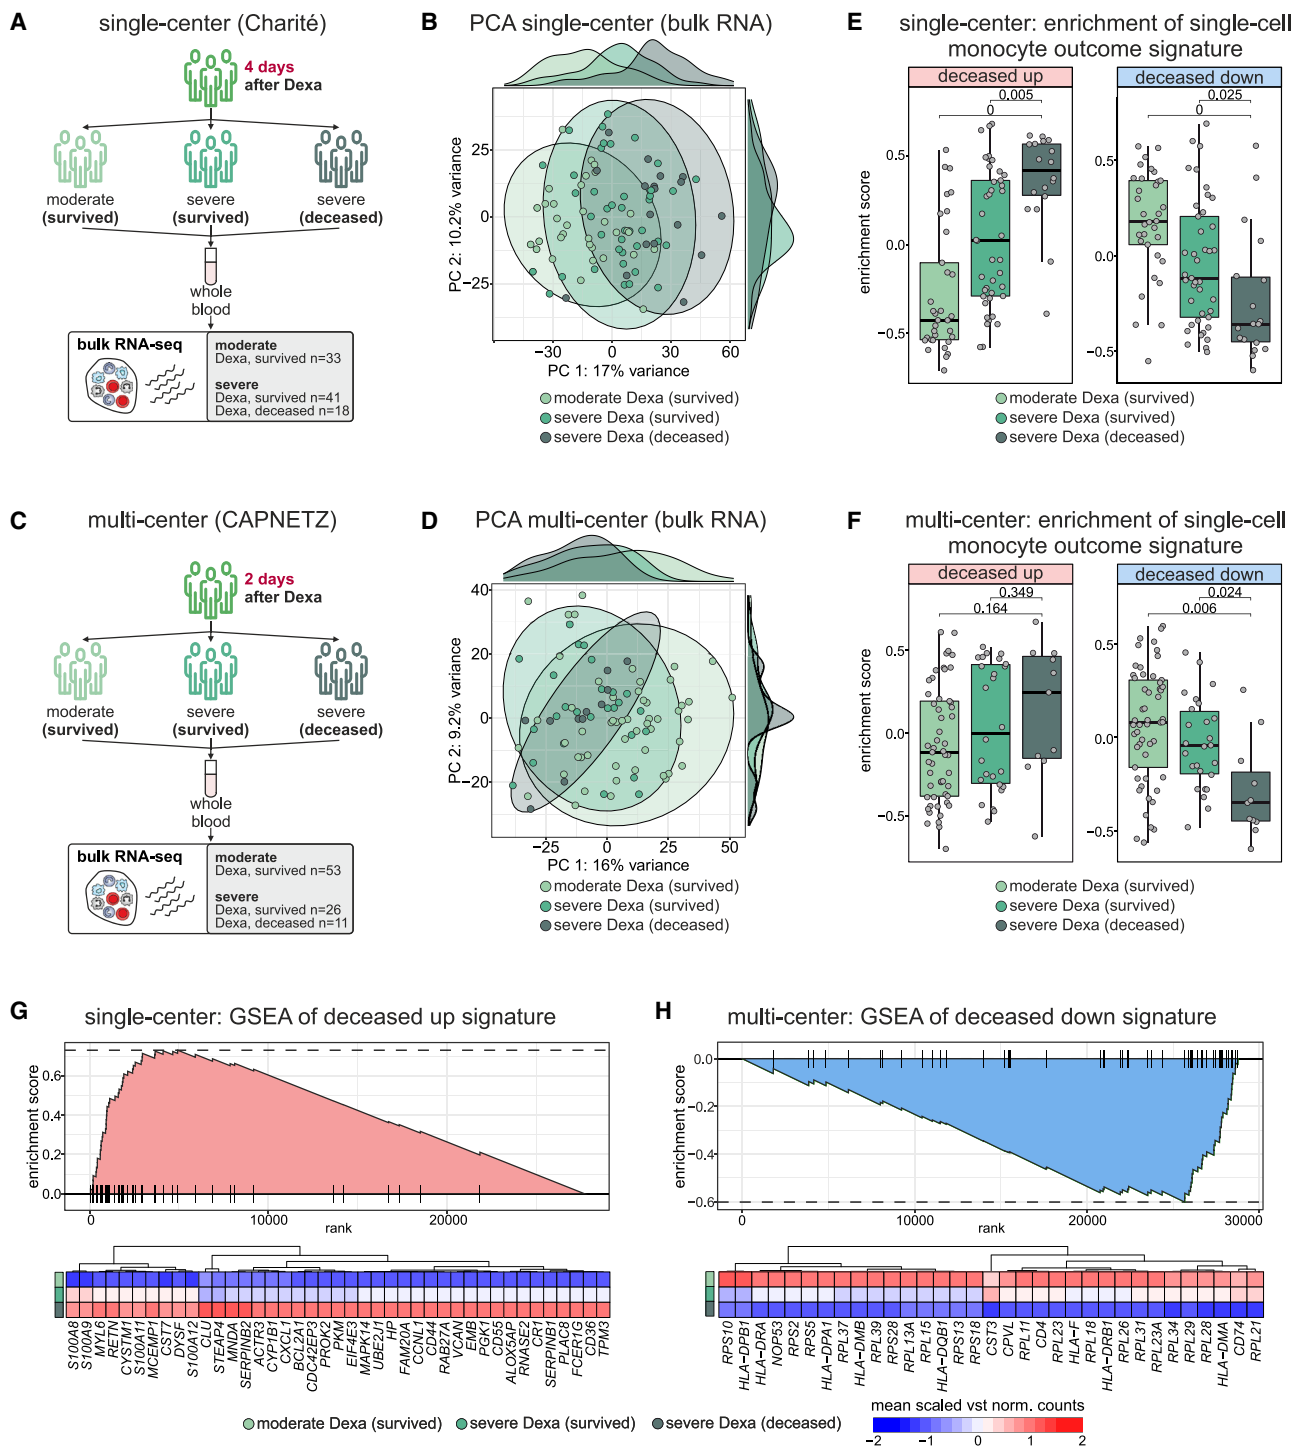 A
single-center (Charité)
4 days
after Dexa
moderate
(survived)
severe
(survived)
severe
(deceased)
whole
blood
bulk RNA-seq
moderate
Dexa, survived n=33
severe
Dexa, survived n=41
Dexa, deceased n=18
B
PCA single-center (bulk RNA)
PC 2: 10.2% variance
25
0
−25
−30
0
30
60
PC 1: 17% variance
moderate Dexa (survived)
severe Dexa (survived)
severe Dexa (deceased)
E
single-center: enrichment of single-cell
monocyte outcome signature
deceased up
deceased down
0.005
0
0.025
0
enrichment score
0.5
0.0
−0.5
0.5
0.0
−0.5
moderate Dexa (survived)
severe Dexa (survived)
severe Dexa (deceased)
C
multi-center (CAPNETZ)
2 days
after Dexa
moderate
(survived)
severe
(survived)
severe
(deceased)
whole
blood
bulk RNA-seq
moderate
Dexa, survived n=53
severe
Dexa, survived n=26
Dexa, deceased n=11
D
PCA multi-center (bulk RNA)
PC 2: 9.2% variance
40
20
0
−20
−25
0
25
50
PC 1: 16% variance
moderate Dexa (survived)
severe Dexa (survived)
severe Dexa (deceased)
F
multi-center: enrichment of single-cell
monocyte outcome signature
deceased up
deceased down
0.349
0.164
0.024
0.006
enrichment score
0.5
0.0
−0.5
0.5
0.0
−0.5
moderate Dexa (survived)
severe Dexa (survived)
severe Dexa (deceased)
G
single-center: GSEA of deceased up signature
enrichment score
0.6
0.4
0.2
0.0
0
10000
20000
rank
S100A8
S100A9
MYL6
RETN
CYSTM1
S100A11
MCEMP1
CST7
DYSF
S100A12
CLU
STEAP4
MNDA
SERPINB2
ACTR3
CYP1B1
CXCL1
BCL2A1
CDC42EP3
PROK2
PKM
EIF4E3
MAPK14
UBE2J1
HP
FAM20A
CCNL1
CD44
RAB27A
VCAN
EMB
PGK1
CD55
ALOX5AP
RNASE2
CR1
SERPINB1
PLAC8
FCER1G
CD36
TPM3
H
multi-center: GSEA of deceased down signature
enrichment score
0.0
−0.2
−0.4
−0.6
0
10000
20000
30000
rank
RPS10
HLA−DPB1
HLA−DRA
NOP53
RPS2
RPS5
HLA−DPA1
RPL37
HLA−DMB
RPL39
RPS28
RPL13A
RPL15
HLA−DQB1
RPS13
RPS18
CST3
CPVL
RPL11
CD4
RPL23
HLA−F
RPL18
HLA−DRB1
RPL26
RPL31
RPL23A
RPL34
RPL29
RPL28
HLA−DMA
CD74
RPL21
moderate Dexa (survived)
severe Dexa (survived)
severe Dexa (deceased)
mean scaled vst norm. counts
−2
−1
0
1
2